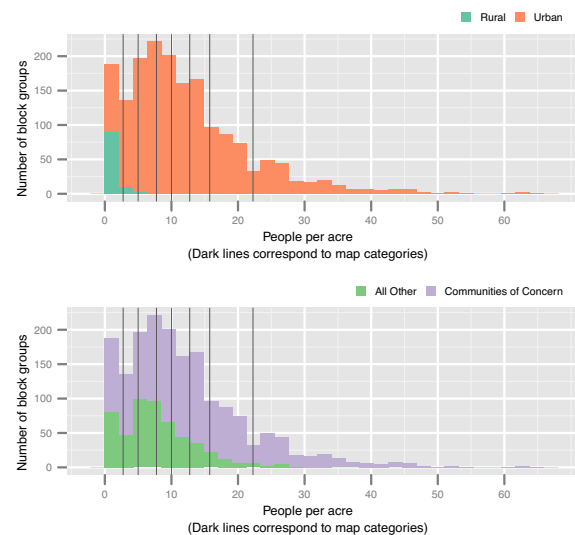 Rural Urban
200
150
100
50
0
Number of block groups
0 10 20 30 40 50 60
People per acre
(Dark lines correspond to map categories)
All Other Communities of Concern
200
150
100
50
0
Number of block groups
0 10 20 30 40 50 60
People per acre
(Dark lines correspond to map categories)